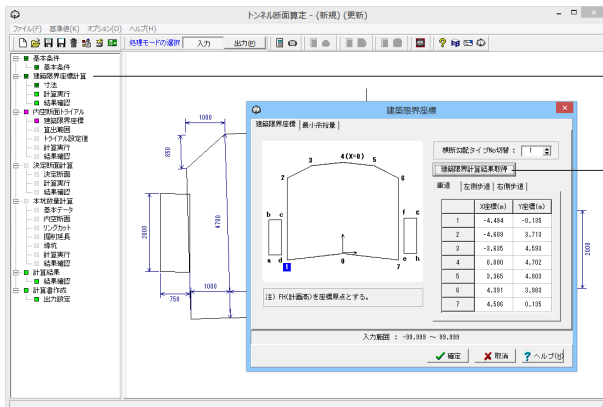 トンネル断面算定 - (新規) (更新)
ファイル(F) 基準値(K) オプション(O) ヘルプ(H)
処理モードの選択 入力 出力(P)
基本条件
基本条件
建築限界座標計算
寸法
計算実行
結果確認
内空断面トライアル
建築限界座標
算出範囲
トライアル設定値
計算実行
結果確認
決定断面計算
決定断面
計算実行
結果確認
本坑数量計算
基本データ
内空断面
リングカット
掘削延長
導坑
計算実行
結果確認
計算結果
結果確認
計算書作成
出力設定
1000
850
4700
2000
750
1000
2000
建築限界座標
建築限界座標 最小余裕量
横断勾配タイプNo切替： 1
建築限界計算結果取得
車道 左側歩道 右側歩道
X座標(m) Y座標(m)
1 -4.494 -0.135
2 -4.609 3.713
3 -3.635 4.593
4 0.000 4.702
5 3.365 4.803
6 4.391 3.983
7 4.506 0.135
4(X=0)
3
5
2
6
b c
f g
a d
e h
1
0
7
注) FH(計画高)を座標原点とする。
入力範囲 : -99.999 ～ 99.999
確定 取消 ヘルプ(H)